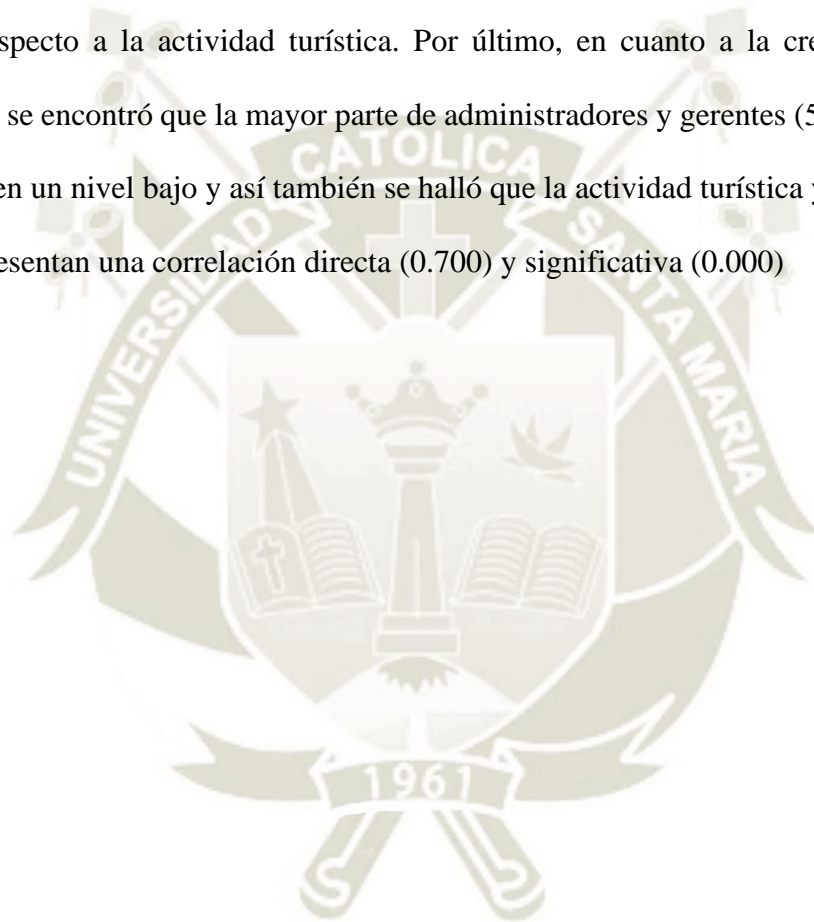 specto a la actividad turística. Por último, en cuanto a la cre
se encontró que la mayor parte de administradores y gerentes (5
en un nivel bajo y así también se halló que la actividad turística
esentan una correlación directa (0.700) y significativa (0.000)
UNIVERSIDAD CATOLICA SANTA MARIA
1961